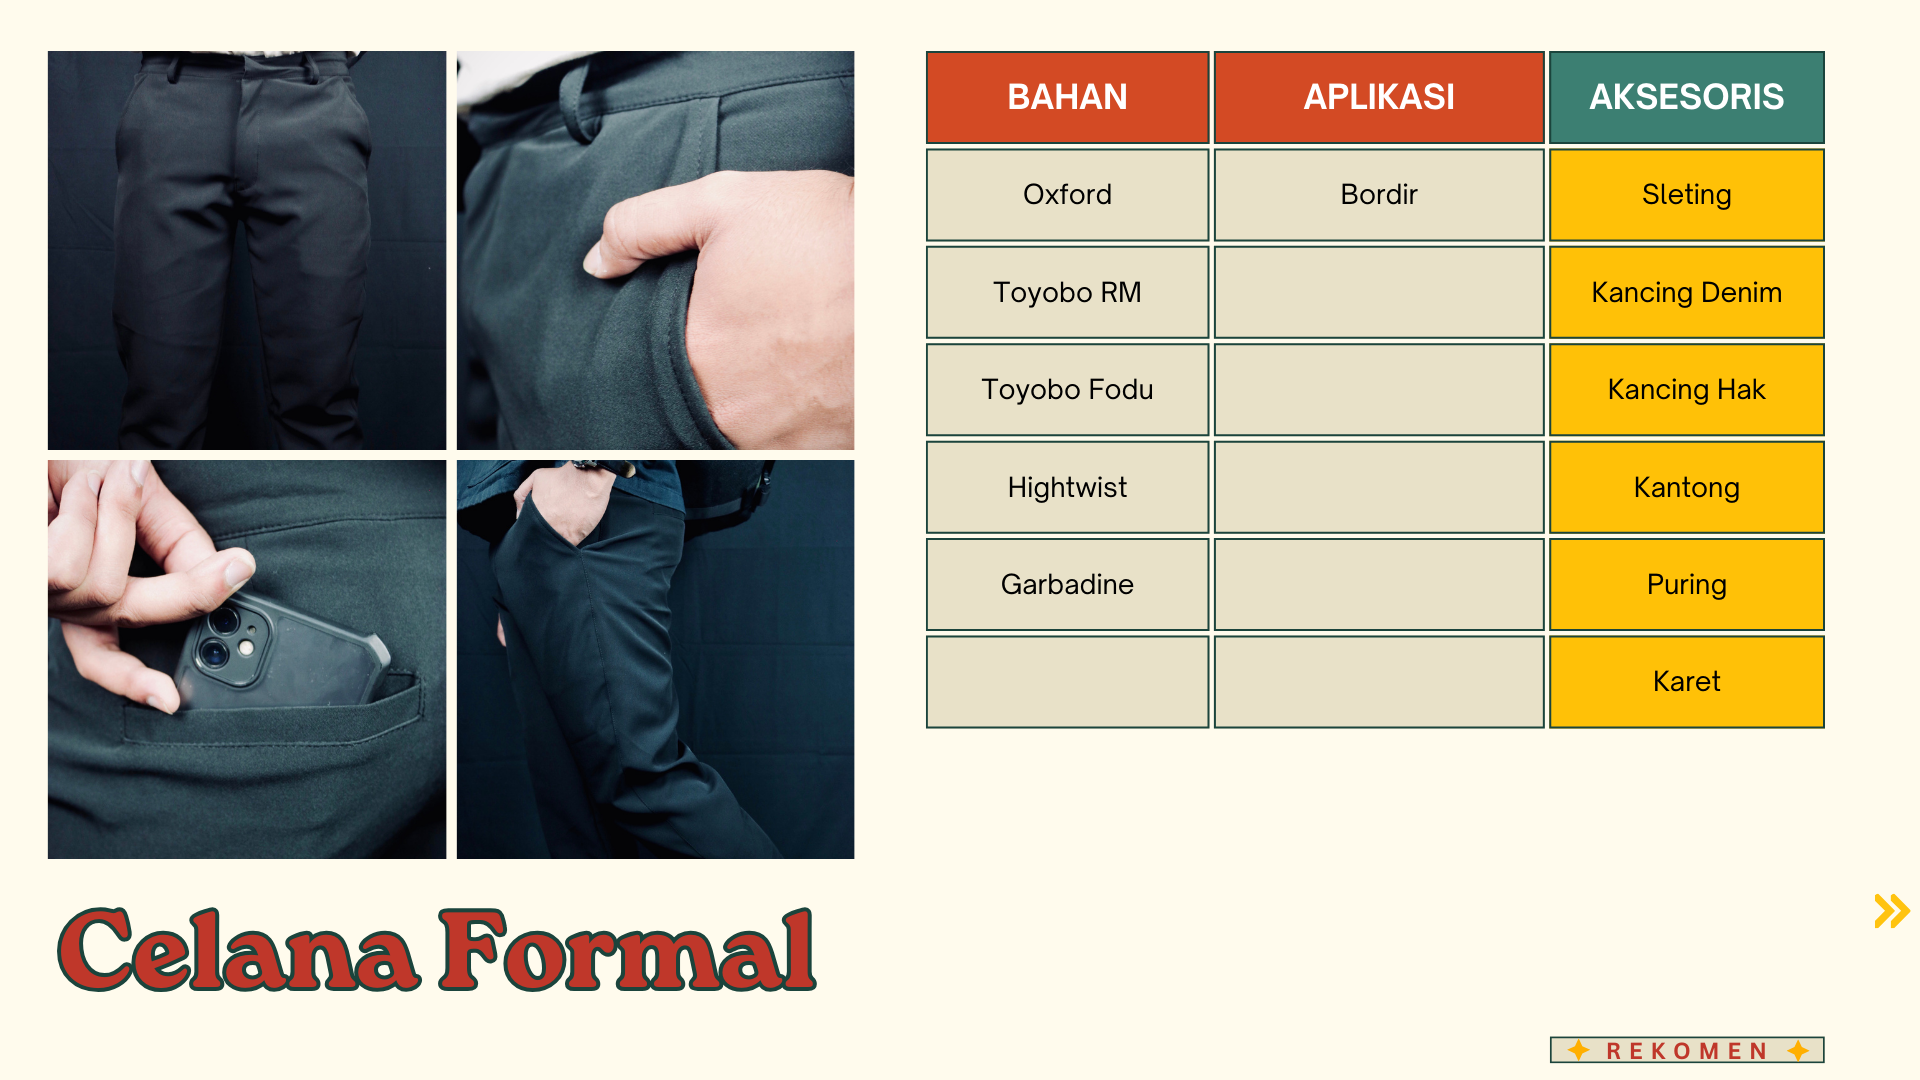 BAHAN APLIKASI AKSESORIS
Oxford Bordir Sleting
Toyobo RM Kancing Denim
Toyobo Fodu Kancing Hak
Hightwist Kantong
Garbadine Puring
Karet
Celana Formal
REKOMEN